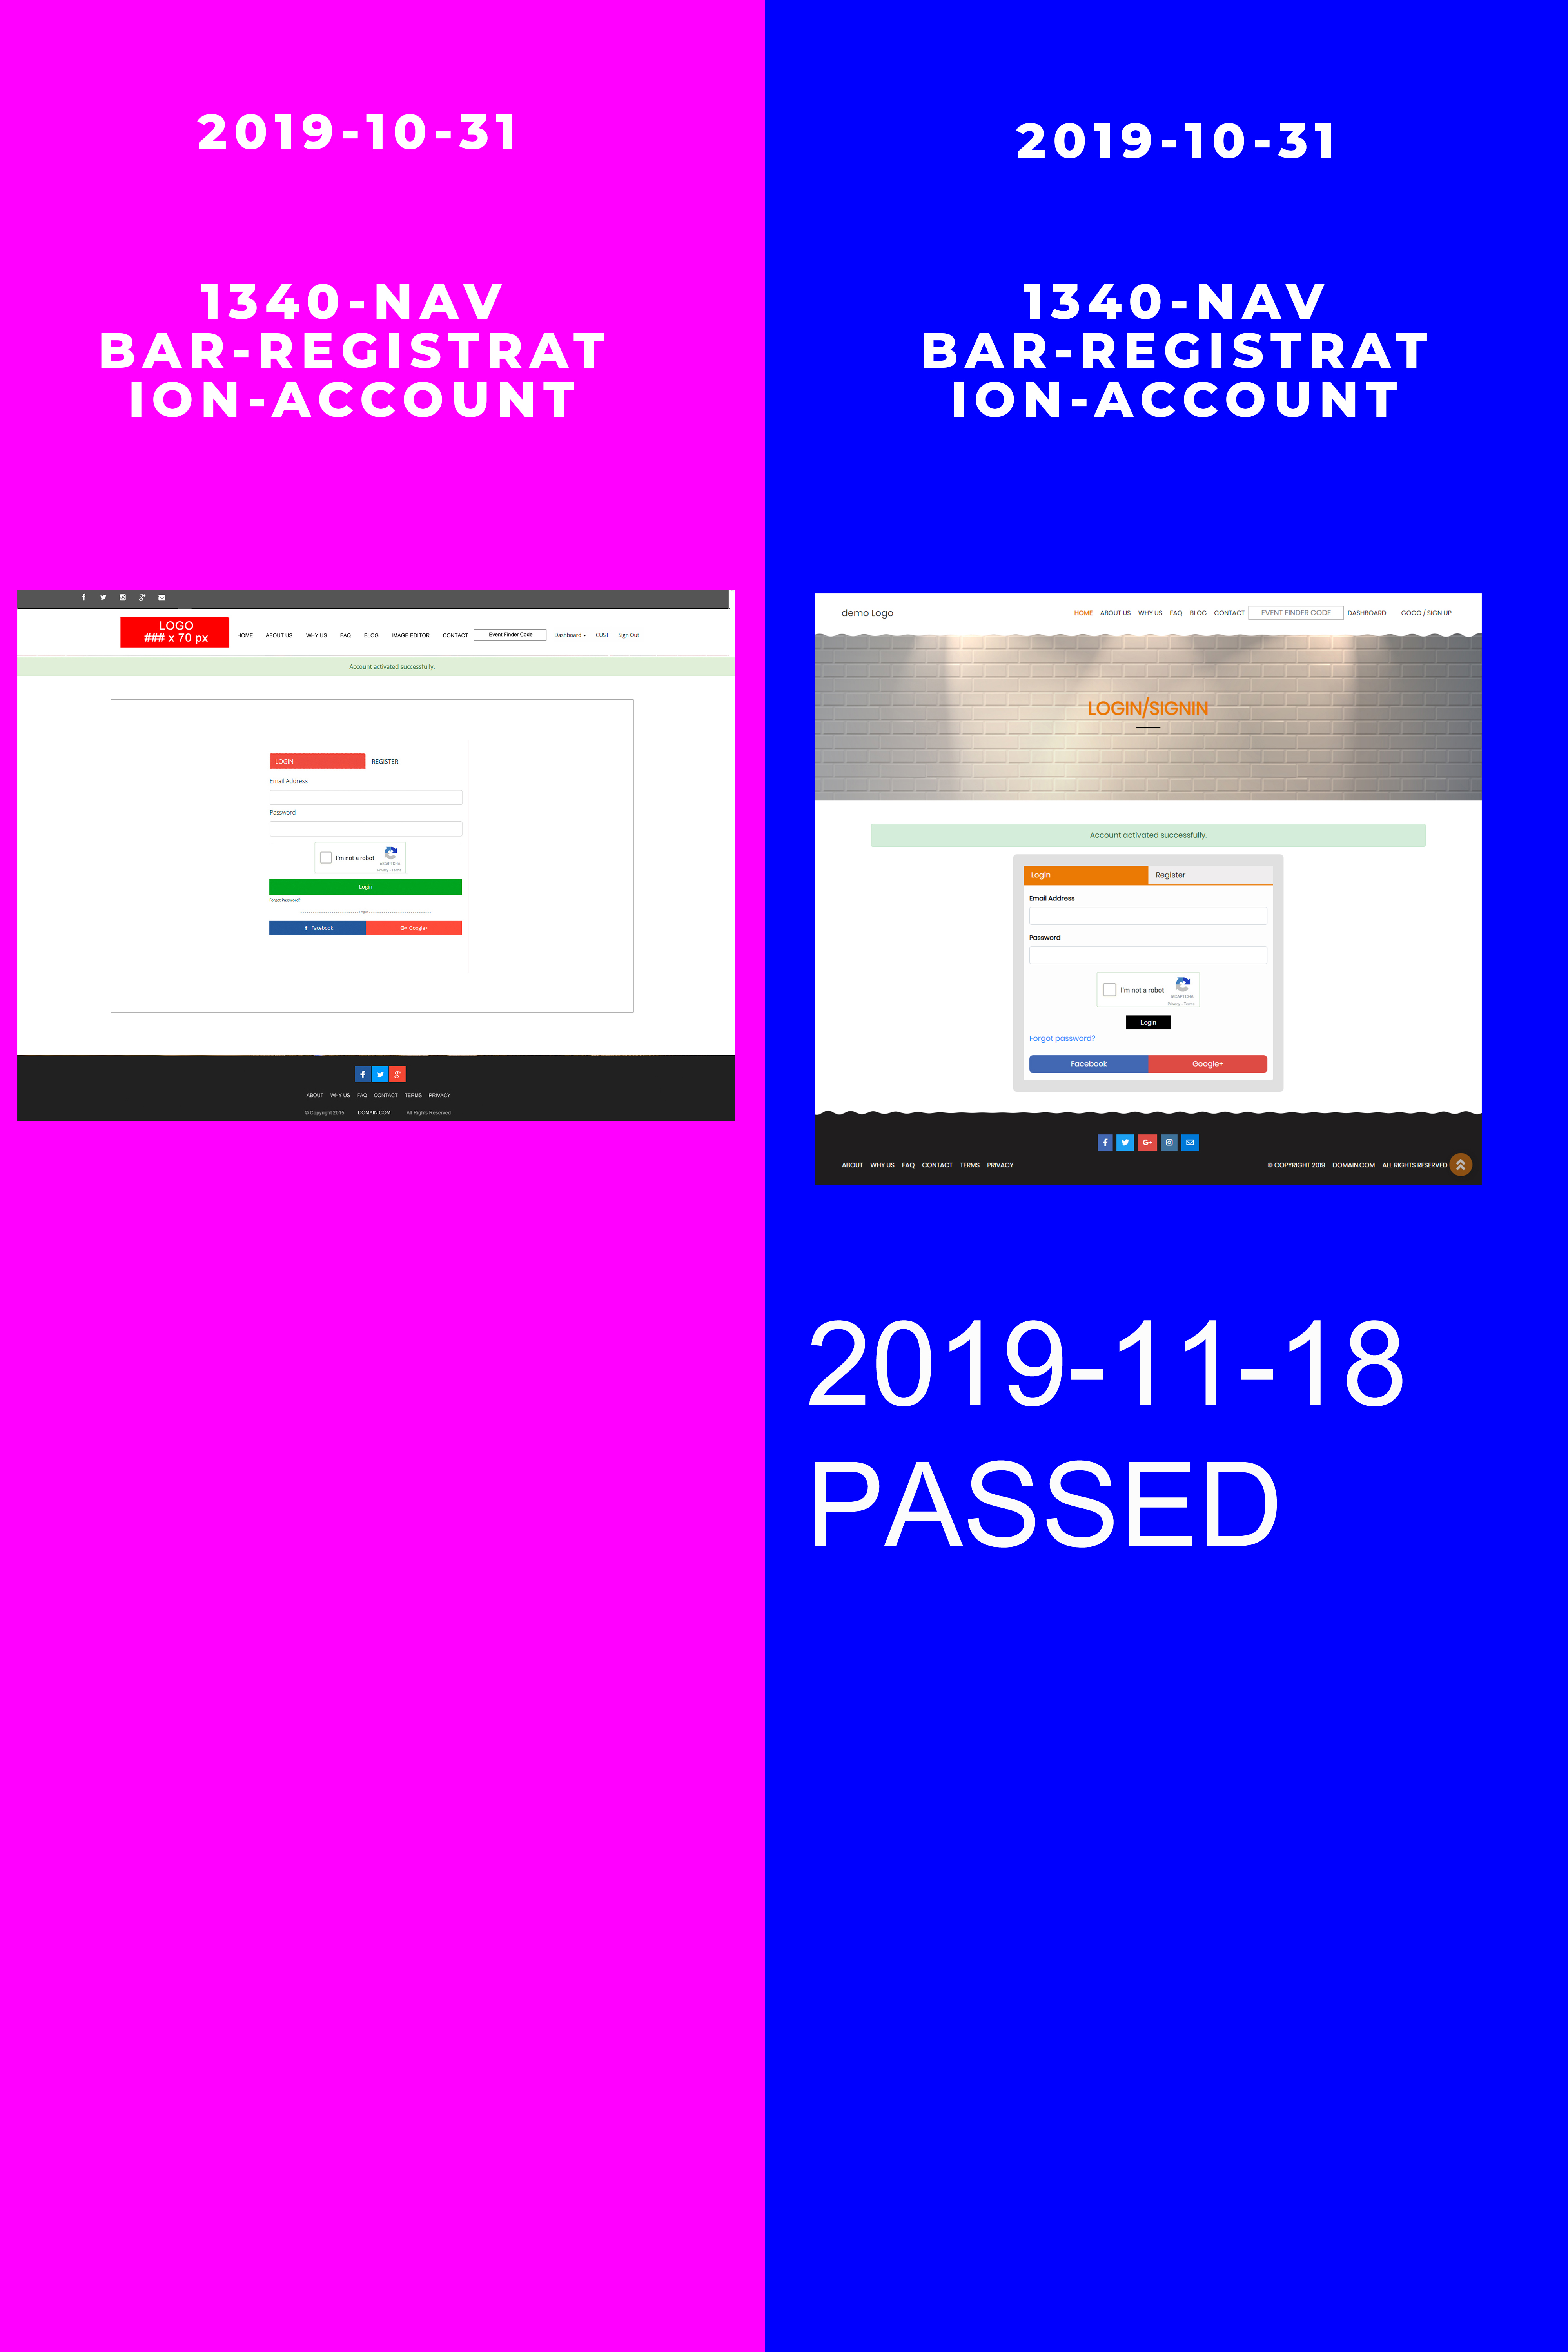 2019-10-31
1340-NAV
BAR-REGISTRAT
ION-ACCOUNT
LOGO
### x 70 px
HOME ABOUT US WHY US FAQ BLOG IMAGE EDITOR CONTACT Event Finder Code Dashboard CUST Sign Out
Account activated successfully.
LOGIN REGISTER
Email Address
Password
I'm not a robot
reCAPTCHA
Privacy - Terms
Login
Forgot Password?
Login
Facebook G+ Google+
ABOUT WHY US FAQ CONTACT TERMS PRIVACY
© Copyright 2015 DOMAIN.COM All Rights Reserved
2019-10-31
1340-NAV
BAR-REGISTRAT
ION-ACCOUNT
demo Logo HOME ABOUT US WHY US FAQ BLOG CONTACT EVENT FINDER CODE DASHBOARD GOGO / SIGN UP
LOGIN/SIGNIN
Account activated successfully.
Login Register
Email Address
Password
I'm not a robot
reCAPTCHA
Privacy - Terms
Login
Forgot password?
Facebook Google+
ABOUT WHY US FAQ CONTACT TERMS PRIVACY © COPYRIGHT 2019 DOMAIN.COM ALL RIGHTS RESERVED
2019-11-18
PASSED